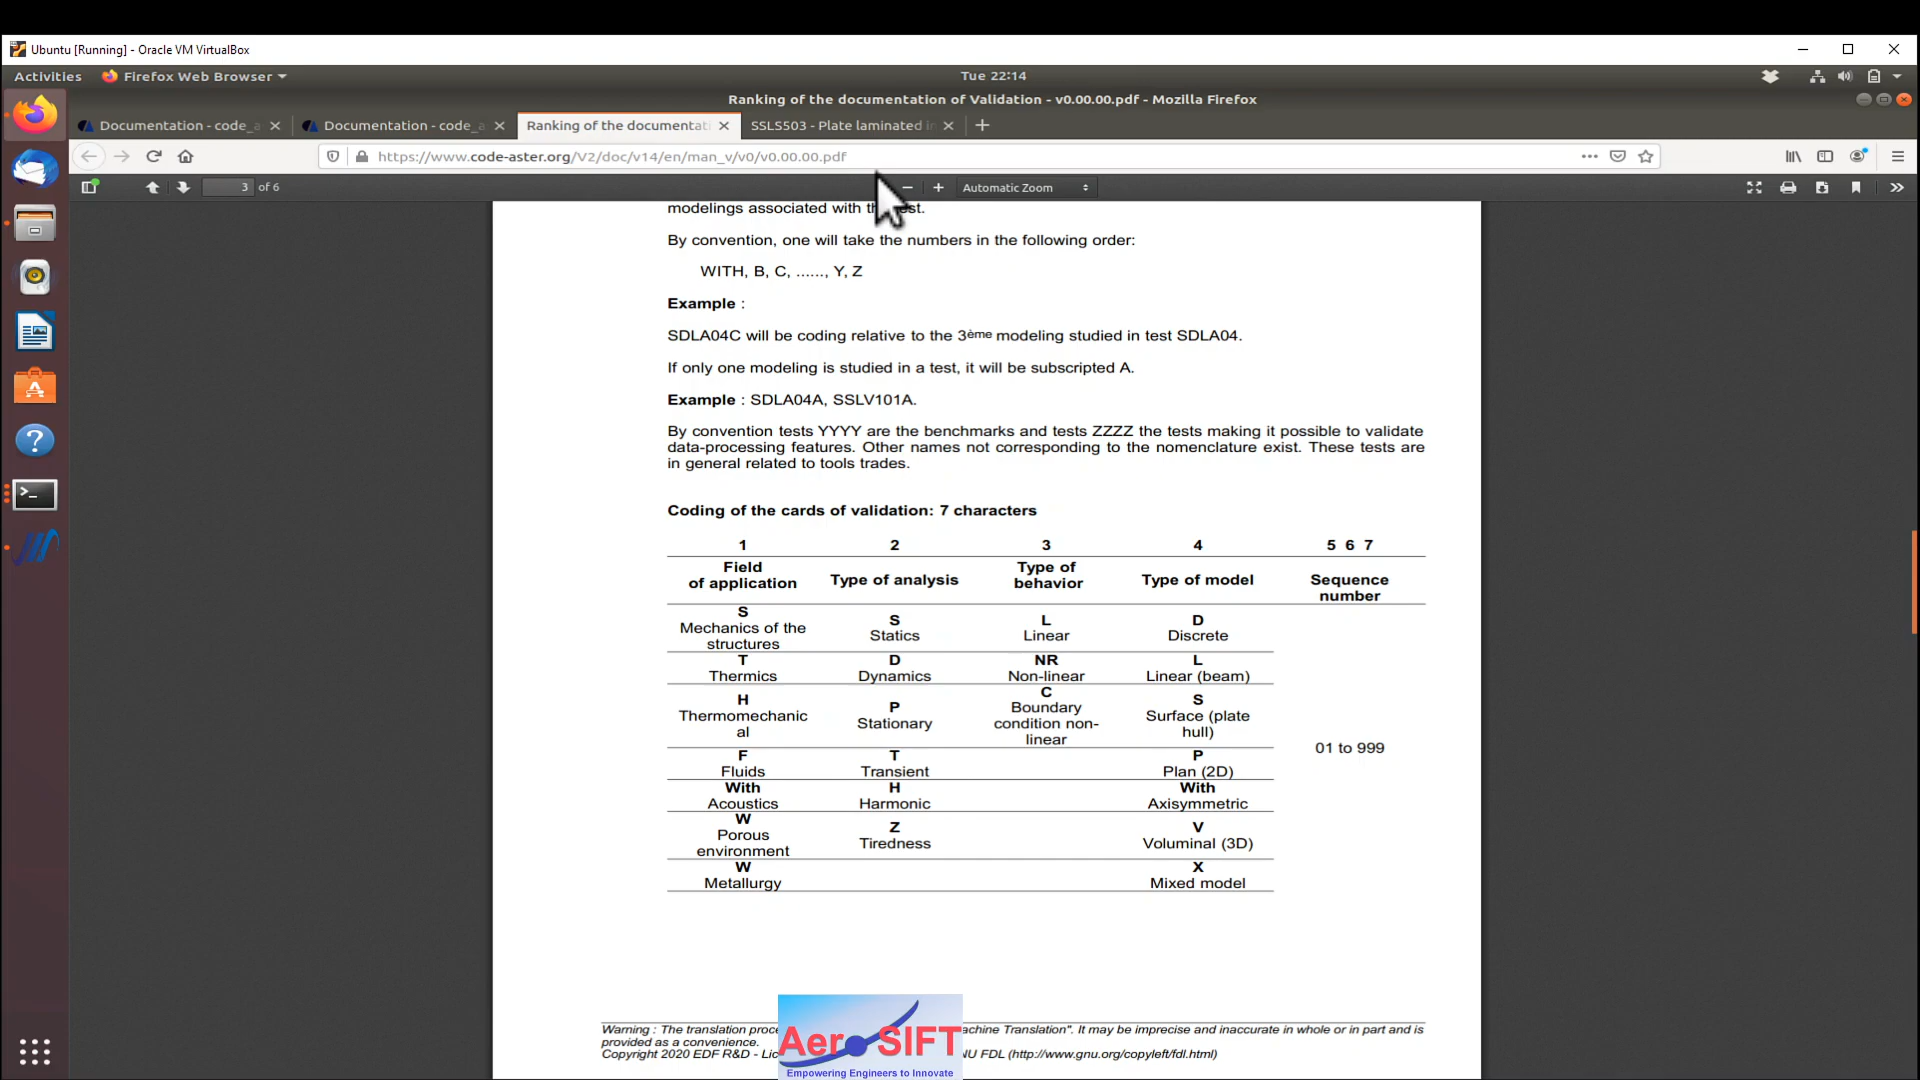 Ubuntu [Running] - Oracle VM VirtualBox
Activities Firefox Web Browser Tue 22:14
Ranking of the documentation of Validation - v0.00.00.pdf - Mozilla Firefox
Documentation - code_a Documentation - code_a Ranking of the documentati SSLS503 - Plate laminated in
https://www.code-aster.org/V2/doc/v14/en/man_v/v0/v0.00.00.pdf
3 of 6 Automatic Zoom
modelings associated with
By convention, one will take the numbers in the following order:
WITH, B, C, ......, Y, Z
Example :
SDLA04C will be coding relative to the 3ème modeling studied in test SDLA04.
If only one modeling is studied in a test, it will be subscripted A.
Example : SDLA04A, SSLV101A.
By convention tests YYYY are the benchmarks and tests ZZZZ the tests making it possible to validate
data-processing features. Other names not corresponding to the nomenclature exist. These tests are
in general related to tools trades.
Coding of the cards of validation: 7 characters
1 2 3 4 5 6 7
Field of application Type of analysis Type of behavior Type of model Sequence number
S Mechanics of the structures S Statics L Linear D Discrete
T Thermics D Dynamics NR Non-linear L Linear (beam)
H Thermomechanic al P Stationary C Boundary condition non-linear S Surface (plate hull)
01 to 999
F Fluids T Transient P Plan (2D)
With Acoustics H Harmonic With Axisymmetric
W Porous environment Z Tiredness V Voluminal (3D)
W Metallurgy X Mixed model
Warning : The translation achine Translation". It may be imprecise and inaccurate in whole or in part and is
provided as a convenience.
Copyright 2020 EDF R&D - NU FDL (http://www.gnu.org/copyleft/fdl.html)
AeroSIFT
Empowering Engineers to Innovate